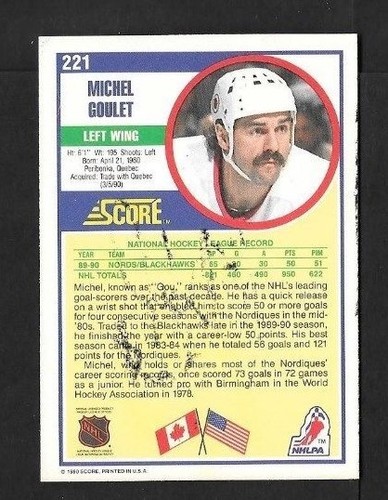 221
MICHEL
GOULET
LEFT WING
Ht: 6'1" Wt: 195 Shoots: Left
Born: April 21, 1960
Peribonka, Quebec
Acquired: Trade with Quebec
(3/5/90)
SCORE
TM
NATIONAL HOCKEY LEAGUE RECORD
YEAR TEAM GP G A PTS PIM
89-90 NORDS/BLACKHAWKS 65 20 30 50 51
NHL TOTALS 460 490 950 622
Michel, known as "Gou," ranks as one of the NHL's leading
goal-scorers over the past decade. He has a quick release
on a wrist shot that enabled him to score 50 or more goals
for four consecutive seasons with the Nordiques in the mid-
'80s. Traded to the Blackhawks late in the 1989-90 season,
he finished the year with a career-low 50 points. His best
season came in 1983-84 when he totaled 56 goals and 121
points for the Nordiques.
Michel, who holds or shares most of the Nordiques'
career scoring records, once scored 73 goals in 72 games
as a junior. He turned pro with Birmingham in the World
Hockey Association in 1978.
NHL
NHLPA
TM
© 1990 SCORE, PRINTED IN U.S.A.